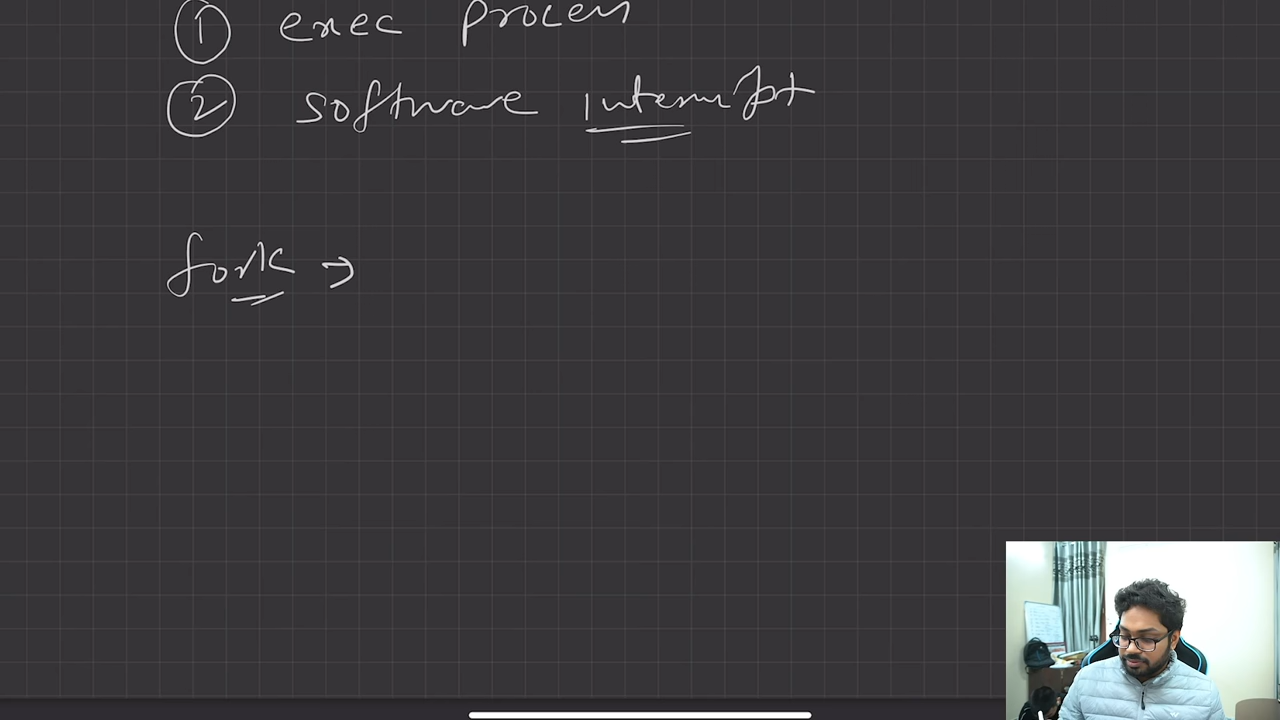 ① exec process
② software interrupt
fork →